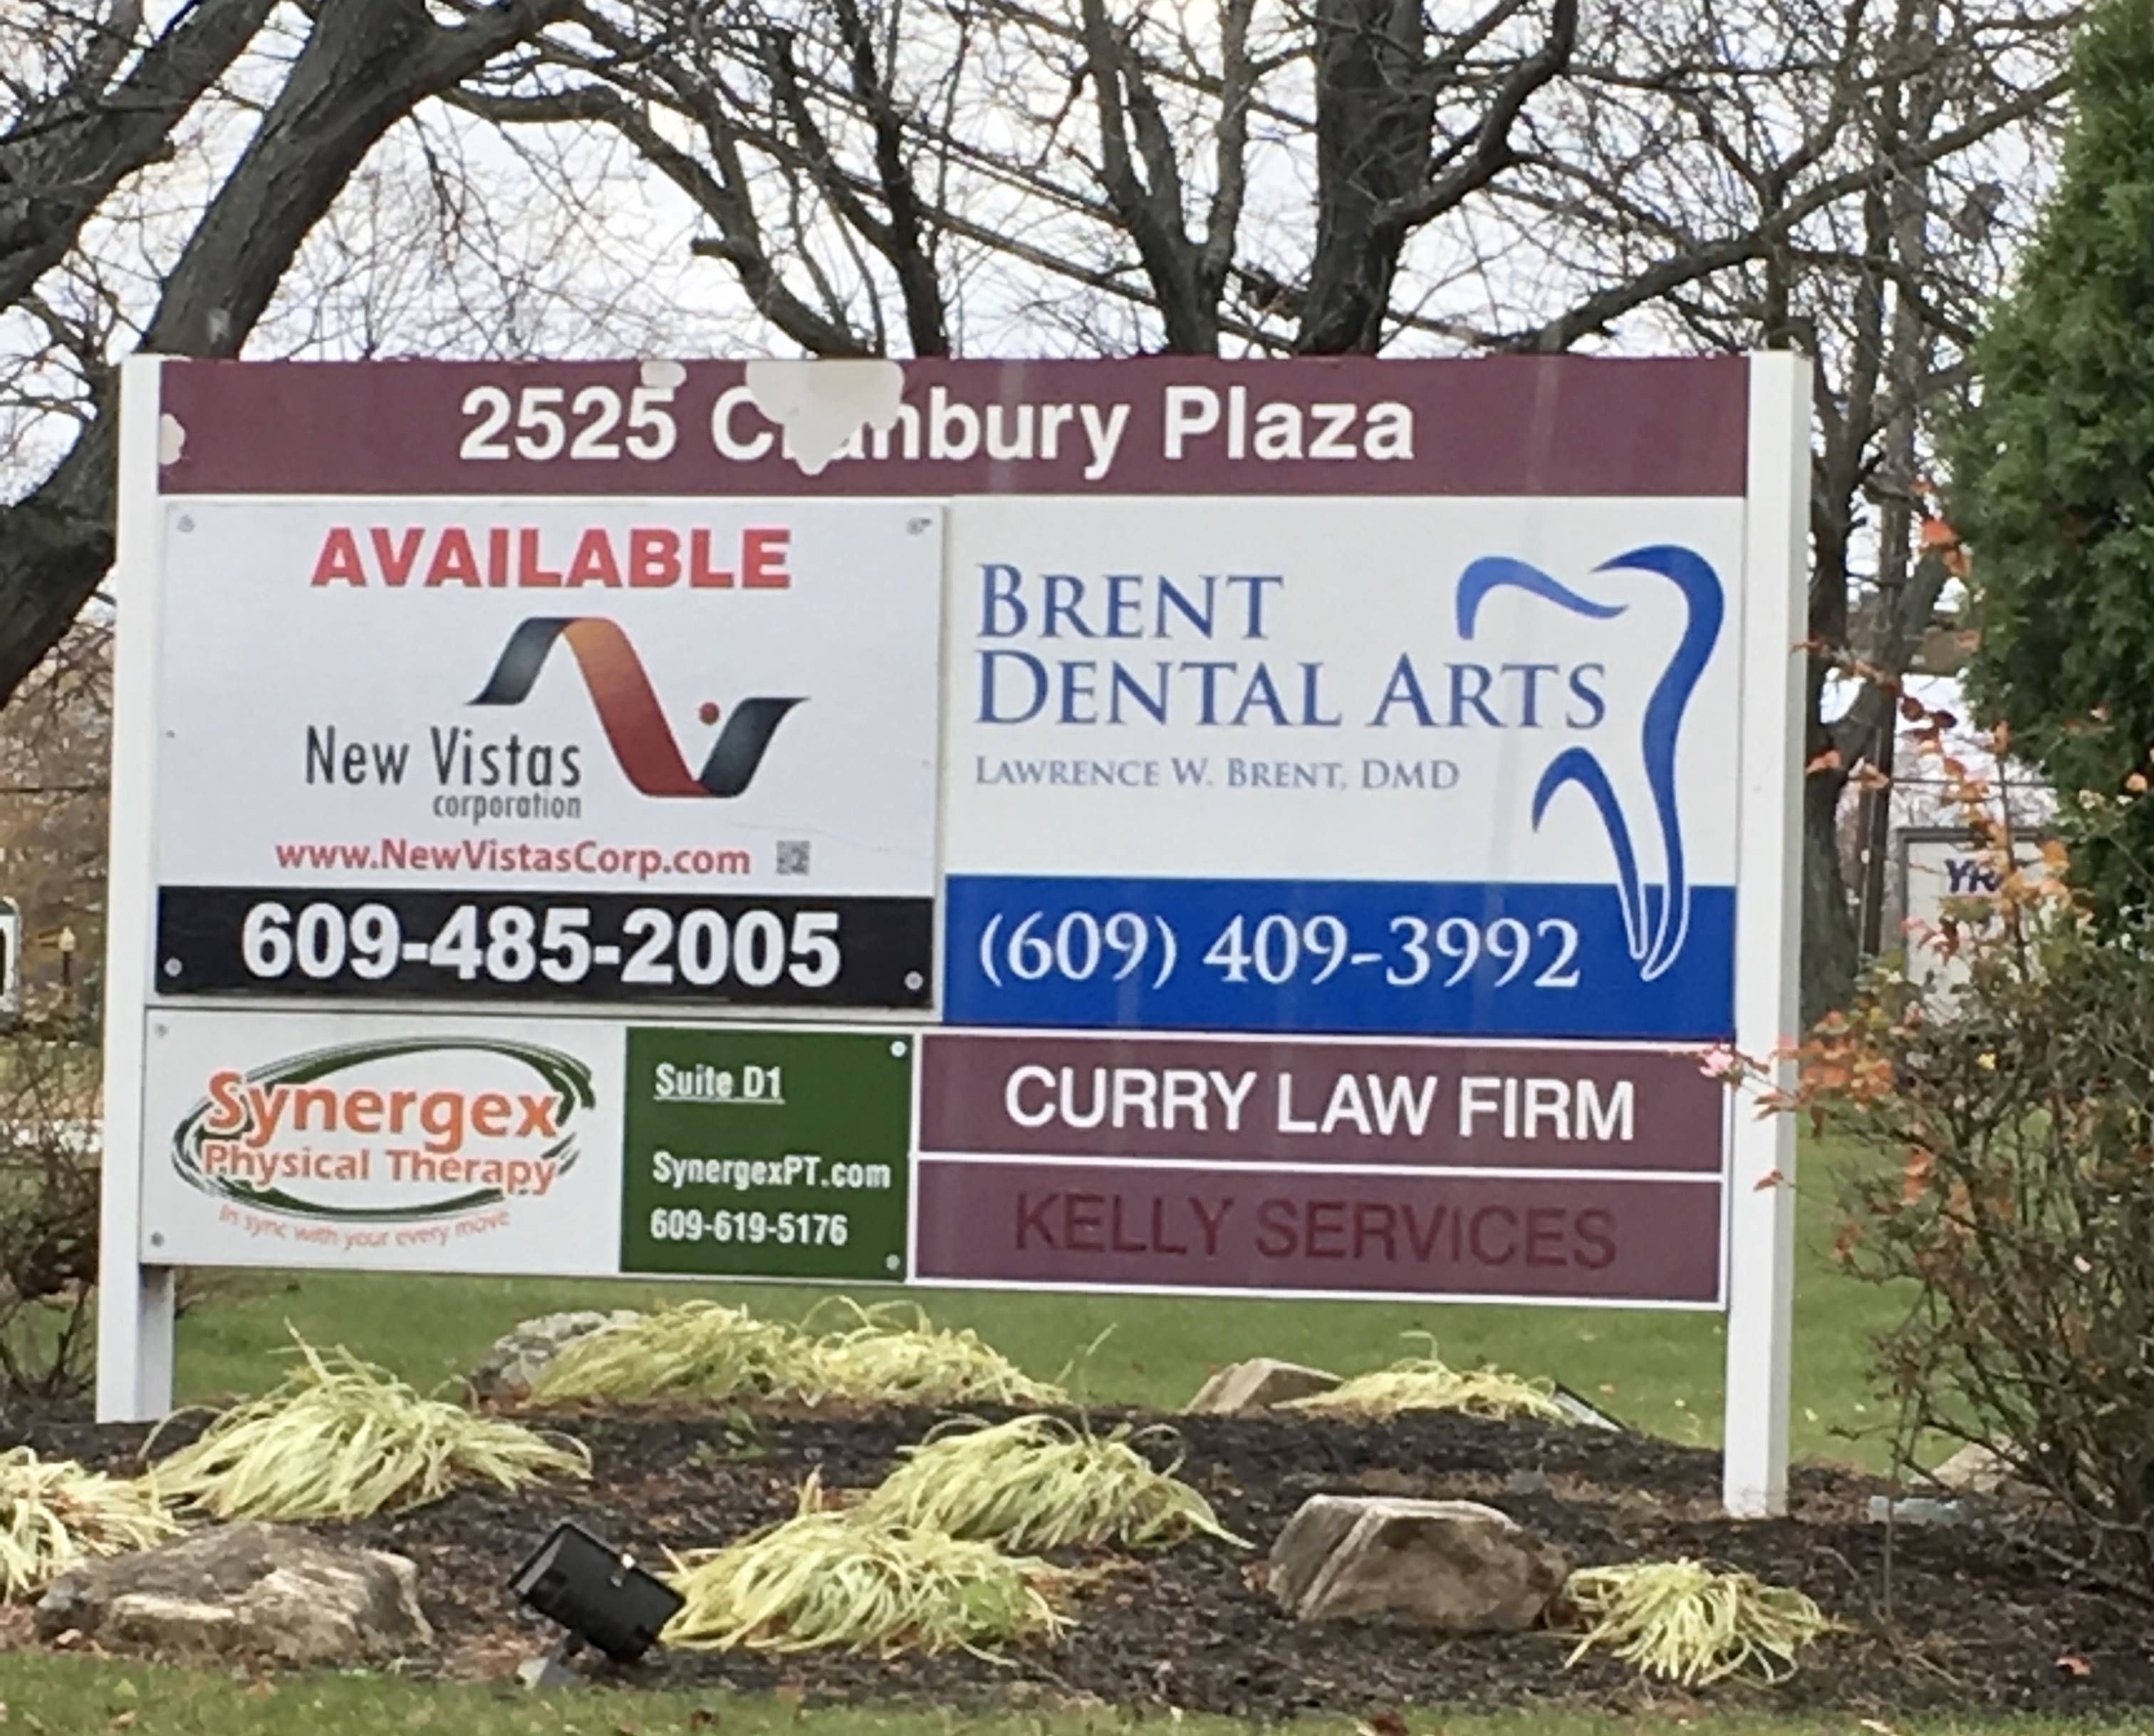 2525 Cranbury Plaza
AVAILABLE
New Vistas
corporation
www.NewVistasCorp.com
609-485-2005
BRENT
DENTAL ARTS
LAWRENCE W. BRENT, DMD
(609) 409-3992
Synergex
Physical Therapy
In sync with your every move
Suite D1
SynergexPT.com
609-619-5176
CURRY LAW FIRM
KELLY SERVICES